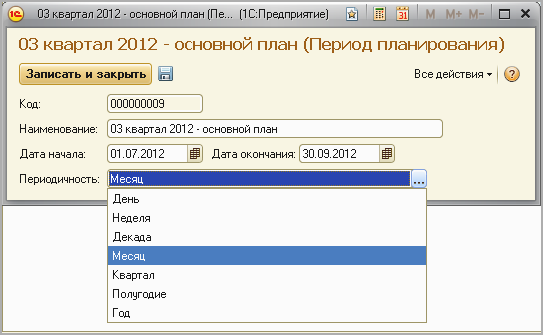 03 квартал 2012 - основной план (Пе... (1С:Предприятие) M M+ M-
03 квартал 2012 - основной план (Период планирования)
Записать и закрыть Все действия ?
Код: 000000009
Наименование: 03 квартал 2012 - основной план
Дата начала: 01.07.2012 Дата окончания: 30.09.2012
Периодичность: Месяц ...
День
Неделя
Декада
Месяц
Квартал
Полугодие
Год